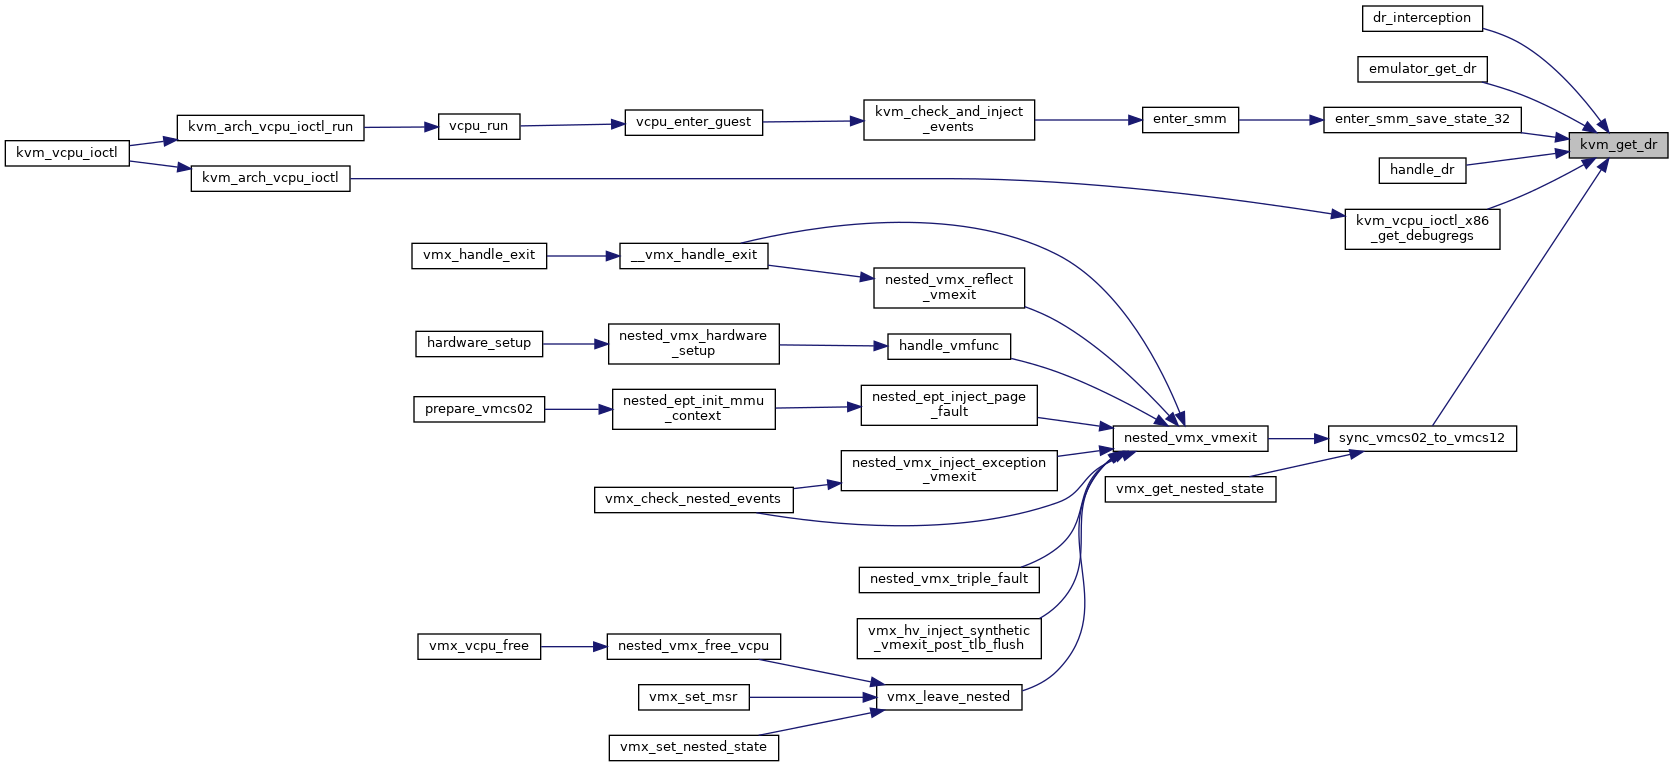 dr_interception
emulator_get_dr
kvm_check_and_inject
_events
enter_smm
enter_smm_save_state_32
vcpu_enter_guest
vcpu_run
kvm_arch_vcpu_ioctl_run
kvm_vcpu_ioctl
kvm_get_dr
handle_dr
kvm_arch_vcpu_ioctl
kvm_vcpu_ioctl_x86
_get_debugregs
vmx_handle_exit
__vmx_handle_exit
nested_vmx_reflect
_vmexit
hardware_setup
nested_vmx_hardware
_setup
handle_vmfunc
prepare_vmcs02
nested_ept_init_mmu
_context
nested_ept_inject_page
_fault
nested_vmx_vmexit
sync_vmcs02_to_vmcs12
nested_vmx_inject_exception
_vmexit
vmx_check_nested_events
vmx_get_nested_state
nested_vmx_triple_fault
vmx_hv_inject_synthetic
_vmexit_post_tlb_flush
vmx_vcpu_free
nested_vmx_free_vcpu
vmx_set_msr
vmx_leave_nested
vmx_set_nested_state